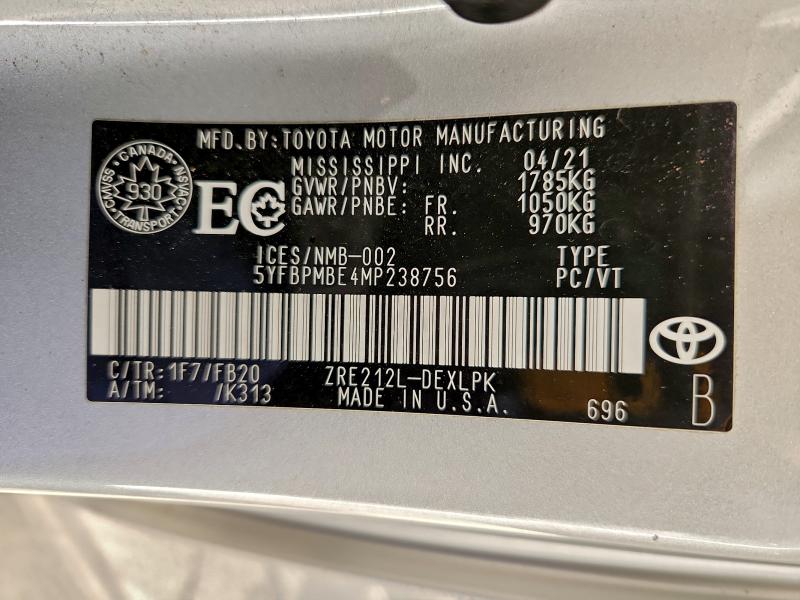 MFD.BY:TOYOTA MOTOR MANUFACTURING
MISSISSIPPI INC. 04/21
GVWR/PNBV: 1785KG
GAWR/PNBE: FR. 1050KG
RR. 970KG
CANADA
CMVSS 930 NSVAC
TRANSPORT
EC
ICES/NMB-002 TYPE
5YFBPMBE4MP238756 PC/VT
C/TR:1F7/FB20 ZRE212L-DEXLPK
A/TM: /K313 MADE IN U.S.A.
696 B